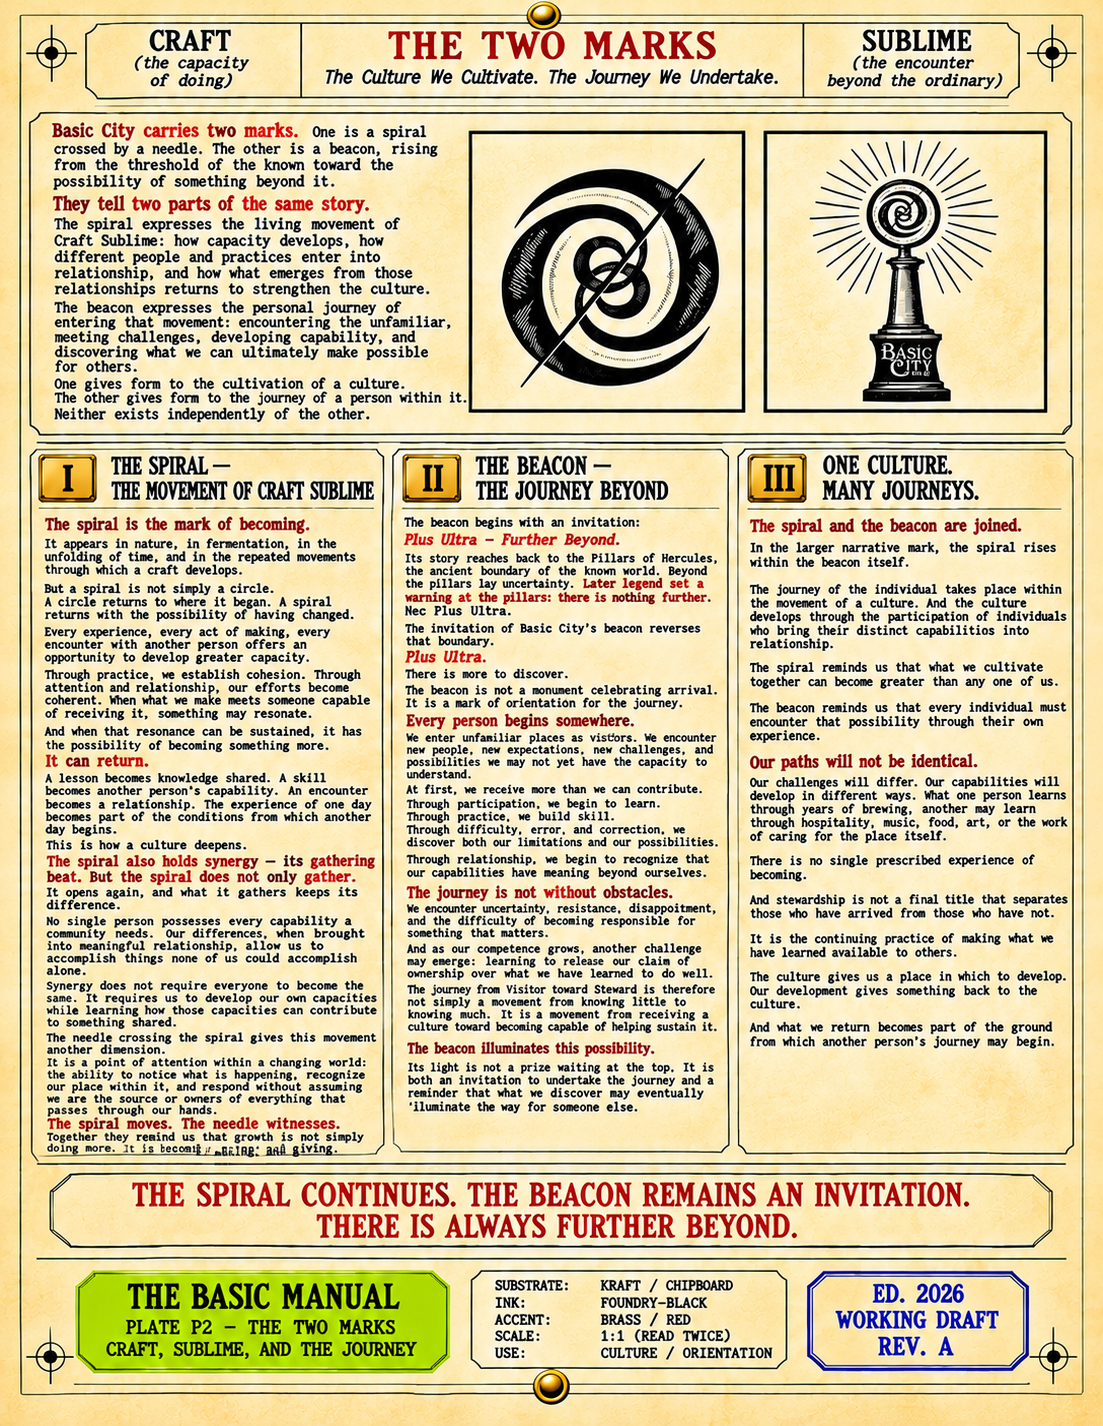 CRAFT
(the capacity
of doing)
THE TWO MARKS
The Culture We Cultivate. The Journey We Undertake.
SUBLIME
(the encounter
beyond the ordinary)
Basic City carries two marks. One is a spiral
crossed by a needle. The other is a beacon, rising
from the threshold of the known toward the
possibility of something beyond it.
They tell two parts of the same story.
The spiral expresses the living movement of
Craft Sublime: how capacity develops, how
different people and practices enter into
relationship, and how what emerges from those
relationships returns to strengthen the culture.
The beacon expresses the personal journey of
entering that movement: encountering the unfamiliar,
meeting challenges, developing capability, and
discovering what we can ultimately make possible
for others.
One gives form to the cultivation of a culture.
The other gives form to the journey of a person within it.
Neither exists independently of the other.
BASIC
CITY
I
THE SPIRAL —
THE MOVEMENT OF CRAFT SUBLIME
The spiral is the mark of becoming.
It appears in nature, in fermentation, in the
unfolding of time, and in the repeated movements
through which a craft develops.
But a spiral is not simply a circle.
A circle returns to where it began. A spiral
returns with the possibility of having changed.
Every experience, every act of making, every
encounter with another person offers an
opportunity to develop greater capacity.
Through practice, we establish cohesion. Through
attention and relationship, our efforts become
coherent. When what we make meets someone capable
of receiving it, something may resonate.
And when that resonance can be sustained, it has
the possibility of becoming something more.
It can return.
A lesson becomes knowledge shared. A skill
becomes another person's capability. An encounter
becomes a relationship. The experience of one day
becomes part of the conditions from which another
day begins.
This is how a culture deepens.
The spiral also holds synergy — its gathering
beat. But the spiral does not only gather.
It opens again, and what it gathers keeps its
difference.
No single person possesses every capability a
community needs. Our differences, when brought
into meaningful relationship, allow us to
accomplish things none of us could accomplish
alone.
Synergy does not require everyone to become the
same. It requires us to develop our own capacities
while learning how those capacities can contribute
to something shared.
The needle crossing the spiral gives this movement
another dimension.
It is a point of attention within a changing world:
the ability to notice what is happening, recognize
our place within it, and respond without assuming
we are the source or owners of everything that
passes through our hands.
The spiral moves. The needle witnesses.
Together they remind us that growth is not simply
doing more. It is and giving.
II
THE BEACON —
THE JOURNEY BEYOND
The beacon begins with an invitation:
Plus Ultra — Further Beyond.
Its story reaches back to the Pillars of Hercules,
the ancient boundary of the known world. Beyond
the pillars lay uncertainty. Later legend set a
warning at the pillars: there is nothing further.
Nec Plus Ultra.
The invitation of Basic City's beacon reverses
that boundary.
Plus Ultra.
There is more to discover.
The beacon is not a monument celebrating arrival.
It is a mark of orientation for the journey.
Every person begins somewhere.
We enter unfamiliar places as visitors. We encounter
new people, new expectations, new challenges, and
possibilities we may not yet have the capacity to
understand.
At first, we receive more than we can contribute.
Through participation, we begin to learn.
Through practice, we build skill.
Through difficulty, error, and correction, we
discover both our limitations and our possibilities.
Through relationship, we begin to recognize that
our capabilities have meaning beyond ourselves.
The journey is not without obstacles.
We encounter uncertainty, resistance, disappoitment,
and the difficulty of becoming responsible for
something that matters.
And as our competence grows, another challenge
may emerge: learning to release our claim of
ownership over what we have learned to do well.
The journey from Visitor toward Steward is therefore
not simply a movement from knowing little to
knowing much. It is a movement from receiving a
culture toward becoming capable of helping sustain it.
The beacon illuminates this possibility.
Its light is not a prize waiting at the top. It is
both an invitation to undertake the journey and a
reminder that what we discover may eventually
'iluminate the way for someone else.
III
ONE CULTURE.
MANY JOURNEYS.
The spiral and the beacon are joined.
In the larger narrative mark, the spiral rises
within the beacon itself.
The journey of the individual takes place within
the movement of a culture. And the culture
develops through the participation of individuals
who bring their distinct capabilitios into
relationship.
The spiral reminds us that what we cultivate
together can become greater than any one of us.
The beacon reminds us that every individual must
encounter that possibility through their own
experience.
Our paths will not be identical.
Our challenges will differ. Our capabilities will
develop in different ways. What one person learns
through years of brewing, another may learn
through hospitality, music, food, art, or the work
of caring for the place itself.
There is no single prescribed experience of
becoming.
And stewardship is not a final title that separates
those who have arrived from those who have not.
It is the continuing practice of making what we
have learned available to others.
The culture gives us a place in which to develop.
Our development gives something back to the
culture.
And what we return becomes part of the ground
from which another person's journey may begin.
THE SPIRAL CONTINUES. THE BEACON REMAINS AN INVITATION.
THERE IS ALWAYS FURTHER BEYOND.
THE BASIC MANUAL
PLATE P2 — THE TWO MARKS
CRAFT, SUBLIME, AND THE JOURNEY
SUBSTRATE: KRAFT / CHIPBOARD
INK: FOUNDRY-BLACK
ACCENT: BRASS / RED
SCALE: 1:1 (READ TWICE)
USE: CULTURE / ORIENTATION
ED. 2026
WORKING DRAFT
REV. A